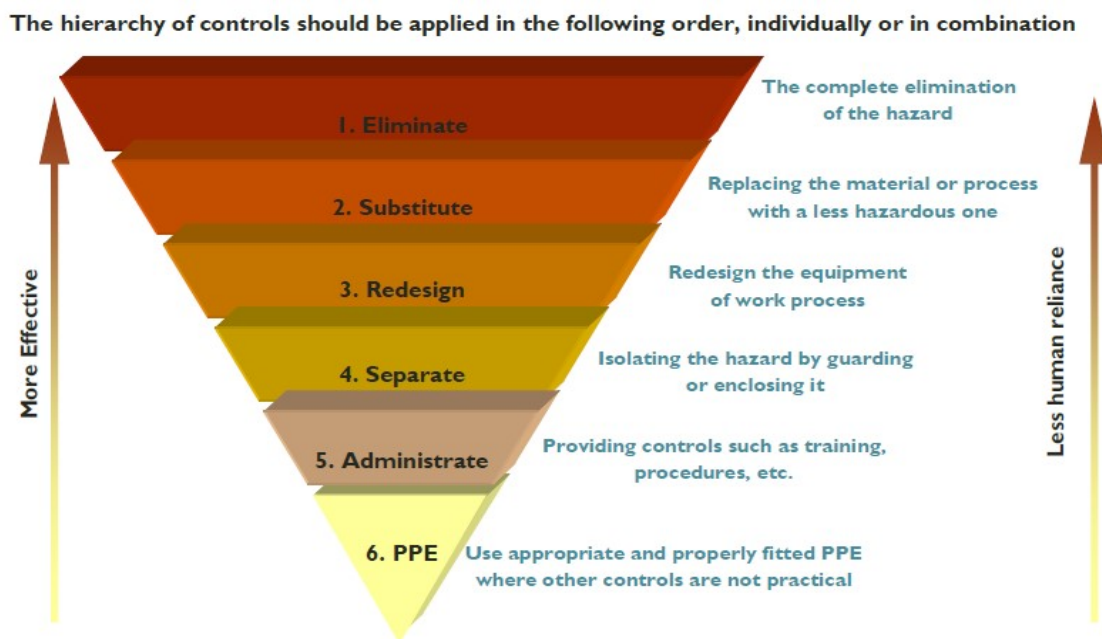 The hierarchy of controls should be applied in the following order, individually or in combination
The complete elimination
of the hazard
1. Eliminate
Replacing the material or process
with a less hazardous one
2. Substitute
Redesign the equipment
of work process
3. Redesign
Isolating the hazard by guarding
or enclosing it
4. Separate
Providing controls such as training,
procedures, etc.
5. Administrate
6. PPE
Use appropriate and properly fitted PPE
where other controls are not practical
More Effective
Less human reliance